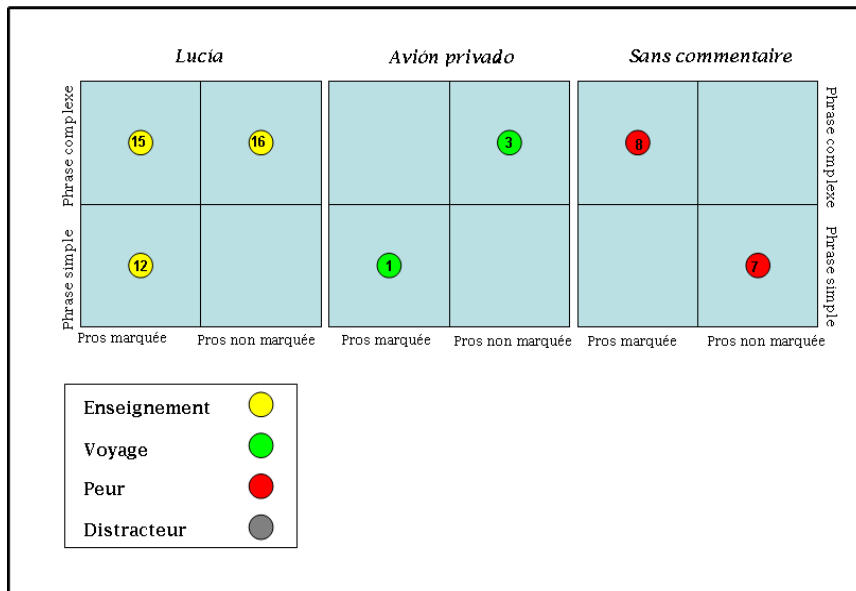 Lucía
Avión privado
Sans commentaire
Phrase complexe
15
16
3
8
Phrase complexe
Phrase simple
12
1
7
Phrase simple
Pros marquée
Pros non marquée
Pros marquée
Pros non marquée
Pros marquée
Pros non marquée
Enseignement
Voyage
Peur
Distracteur